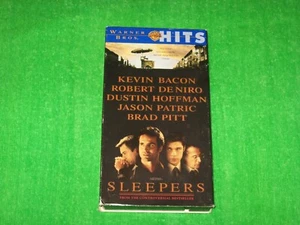 WARNER BROS. HITS
KEVIN BACON
ROBERT DE NIRO
DUSTIN HOFFMAN
JASON PATRIC
BRAD PITT
SLEEPERS